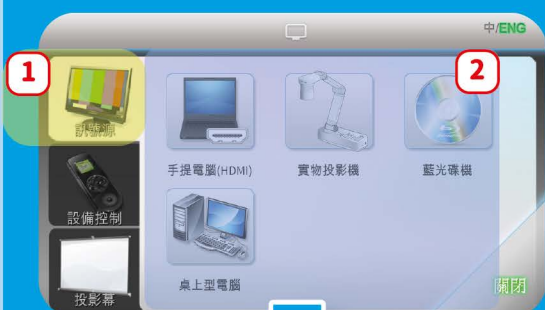 中/ENG
1
2
訊號源
手提電腦(HDMI)
實物投影機
藍光碟機
設備控制
桌上型電腦
投影幕
關閉